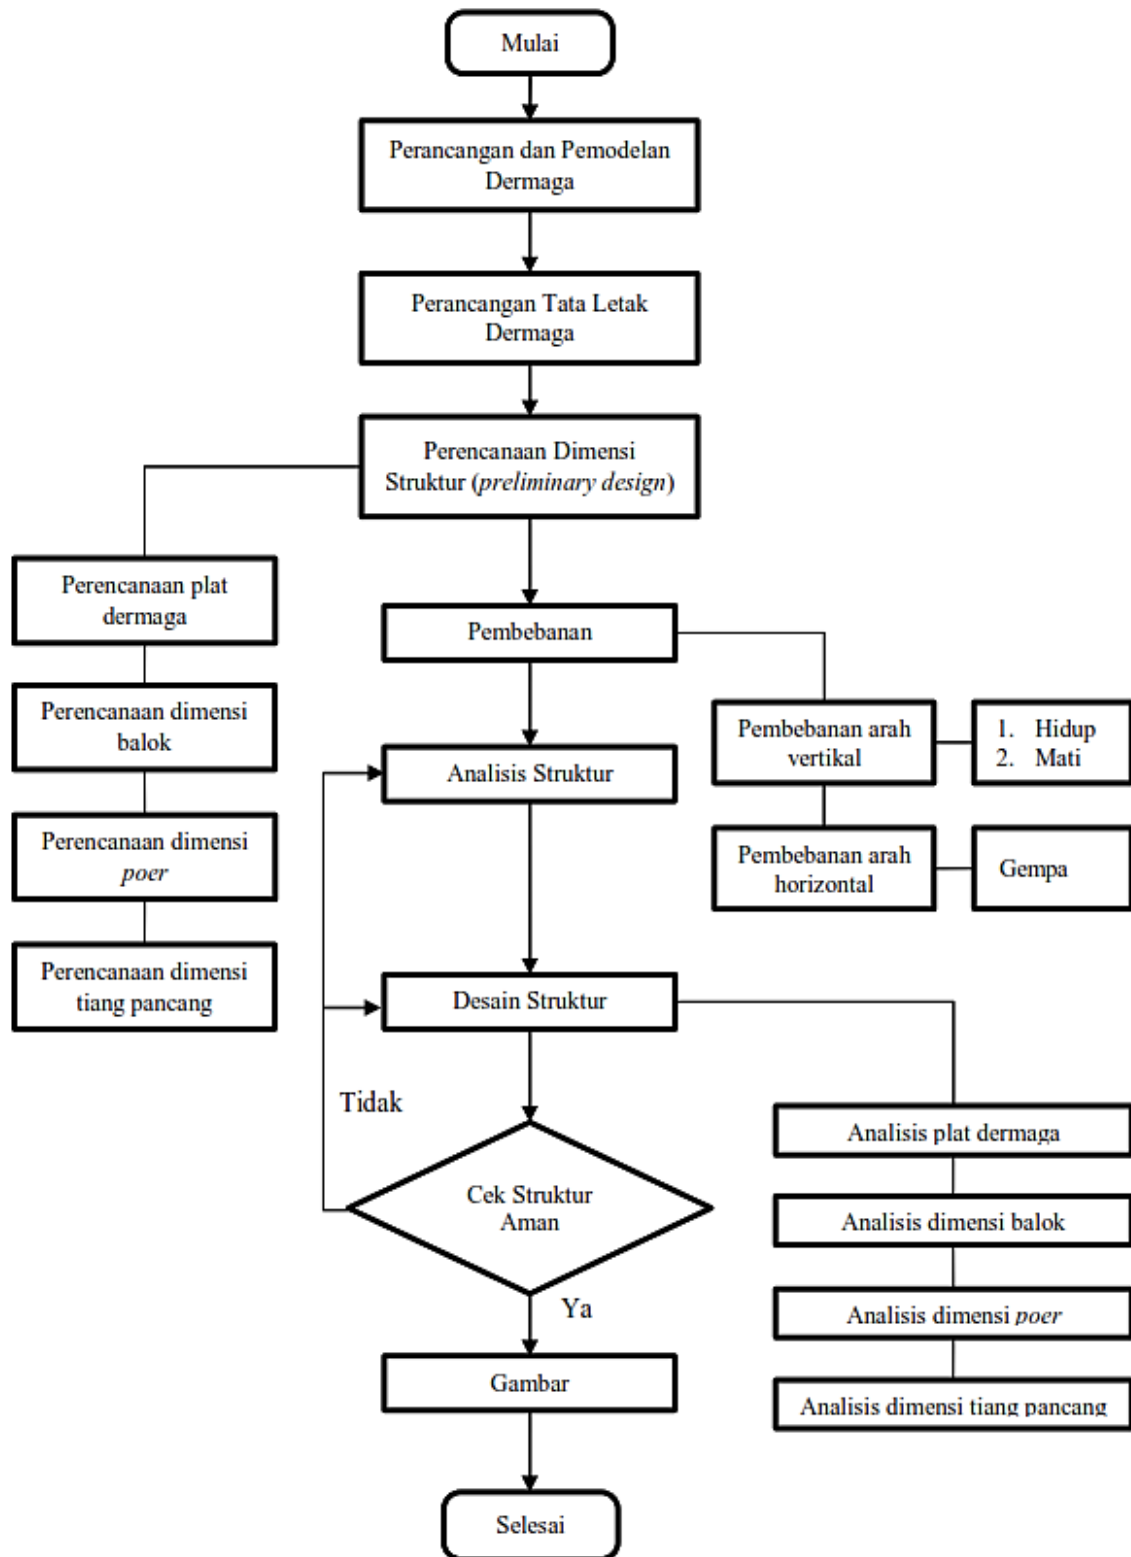 Mulai
Perancangan dan Pemodelan
Dermaga
Perancangan Tata Letak
Dermaga
Perencanaan Dimensi
Struktur (preliminary design)
Perencanaan plat
dermaga
Perencanaan dimensi
balok
Perencanaan dimensi
poer
Perencanaan dimensi
tiang pancang
Pembebanan
Pembebanan arah
vertikal
1. Hidup
2. Mati
Pembebanan arah
horizontal
Gempa
Analisis Struktur
Desain Struktur
Analisis plat dermaga
Analisis dimensi balok
Analisis dimensi poer
Analisis dimensi tiang pancang
Tidak
Cek Struktur
Aman
Ya
Gambar
Selesai